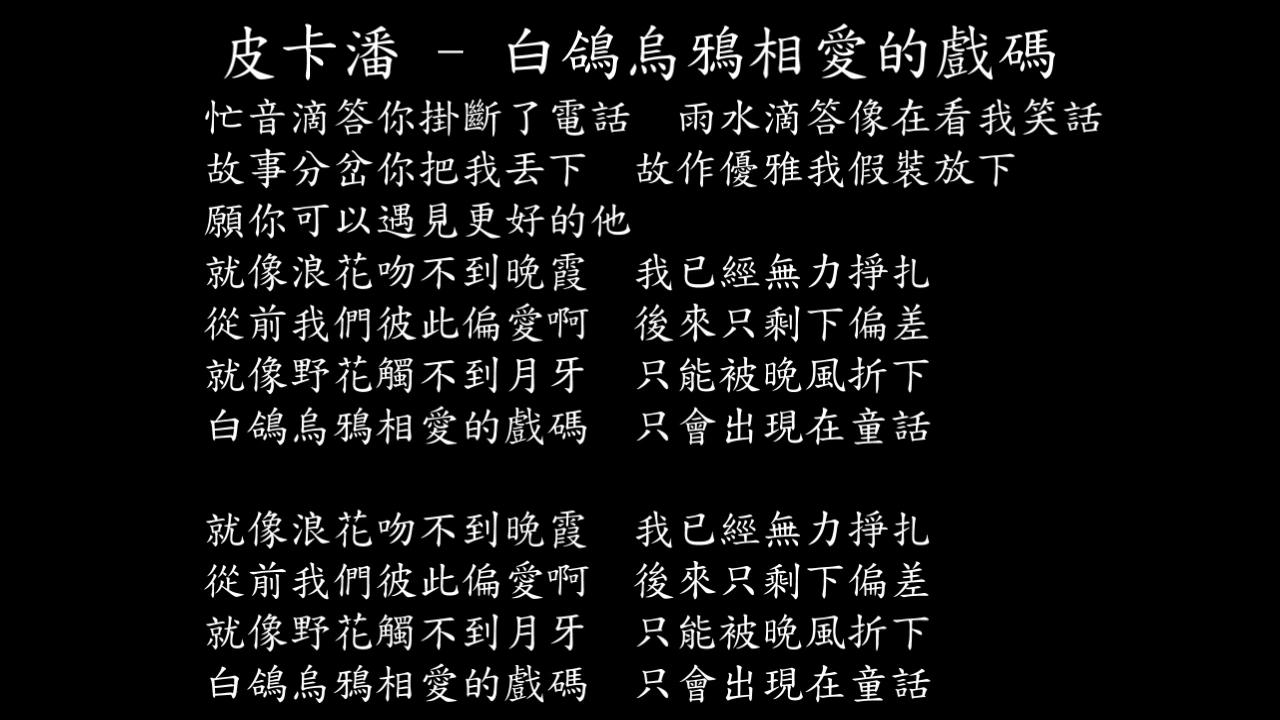 皮卡潘 - 白鴿烏鴉相愛的戲碼
忙音滴答你掛斷了電話　雨水滴答像在看我笑話
故事分岔你把我丟下　故作優雅我假裝放下
願你可以遇見更好的他
就像浪花吻不到晚霞　我已經無力掙扎
從前我們彼此偏愛啊　後來只剩下偏差
就像野花觸不到月牙　只能被晚風折下
白鴿烏鴉相愛的戲碼　只會出現在童話
就像浪花吻不到晚霞　我已經無力掙扎
從前我們彼此偏愛啊　後來只剩下偏差
就像野花觸不到月牙　只能被晚風折下
白鴿烏鴉相愛的戲碼　只會出現在童話